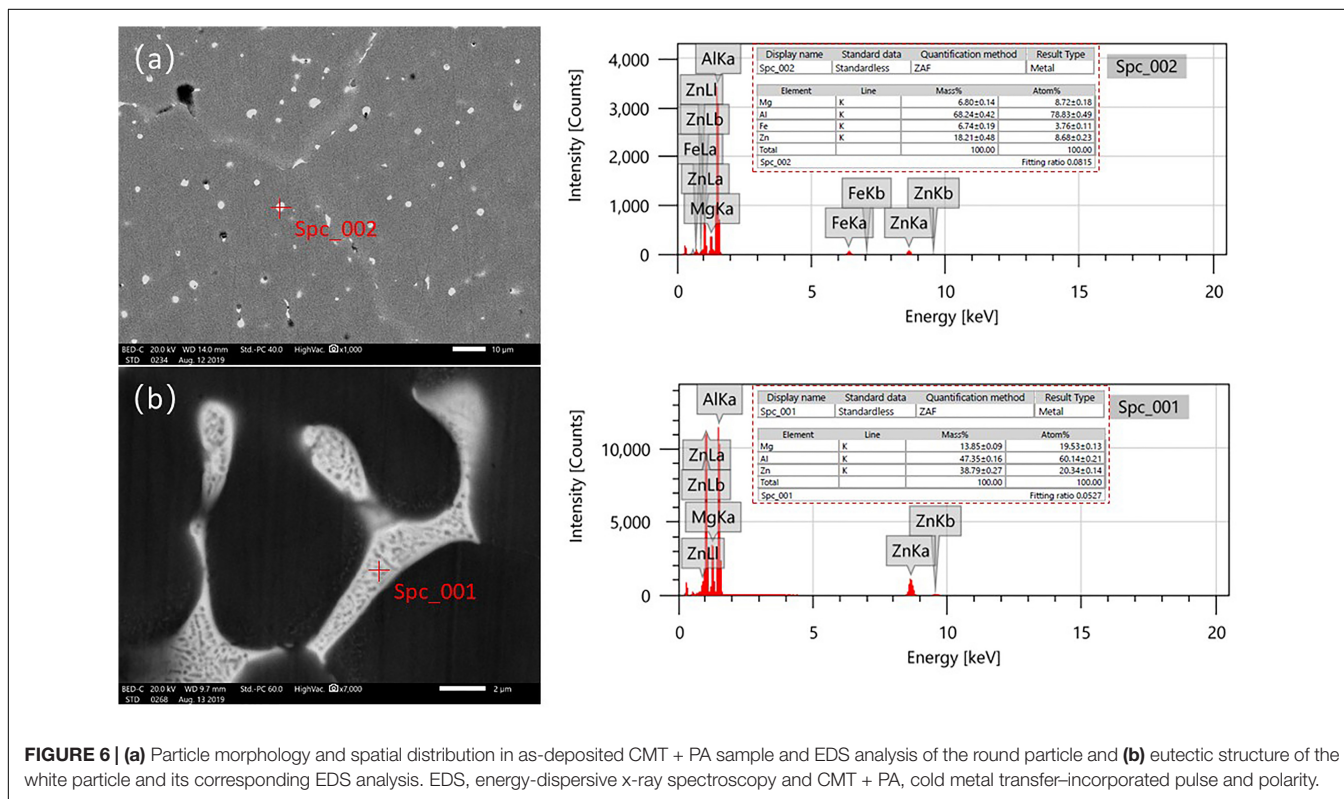 (a)
Spc_002
BED-C 20.0 kV WD 14.0 mm Std.-PC 40.0 HighVac. x1,000 10 µm
STD 0234 Aug. 12 2019
Intensity [Counts]
4,000
3,000
2,000
1,000
0
AlKa
ZnLl
ZnLb
FeLa
ZnLa
MgKa
FeKb
ZnKb
FeKa
ZnKa
Display name Standard data Quantification method Result Type
Spc_002 Standardless ZAF Metal
Element Line Mass% Atom%
Mg K 6.80±0.14 8.72±0.18
Al K 68.24±0.42 78.83±0.49
Fe K 6.74±0.19 3.76±0.11
Zn K 18.21±0.48 8.68±0.23
Total 100.00 100.00
Spc_002 Fitting ratio 0.0815
Spc_002
0 5 10 15 20
Energy [keV]
(b)
Spc_001
BED-C 20.0 kV WD 9.7 mm Std.-PC 60.0 HighVac. x7,000 2 µm
STD 0268 Aug. 13 2019
Intensity [Counts]
10,000
5,000
0
AlKa
ZnLa
ZnLb
MgKa
ZnLl
ZnKb
ZnKa
Display name Standard data Quantification method Result Type
Spc_001 Standardless ZAF Metal
Element Line Mass% Atom%
Mg K 13.85±0.09 19.53±0.13
Al K 47.35±0.16 60.14±0.21
Zn K 38.79±0.27 20.34±0.14
Total 100.00 100.00
Spc_001 Fitting ratio 0.0527
Spc_001
0 5 10 15 20
Energy [keV]
FIGURE 6 | (a) Particle morphology and spatial distribution in as-deposited CMT + PA sample and EDS analysis of the round particle and (b) eutectic structure of the
white particle and its corresponding EDS analysis. EDS, energy-dispersive x-ray spectroscopy and CMT + PA, cold metal transfer–incorporated pulse and polarity.